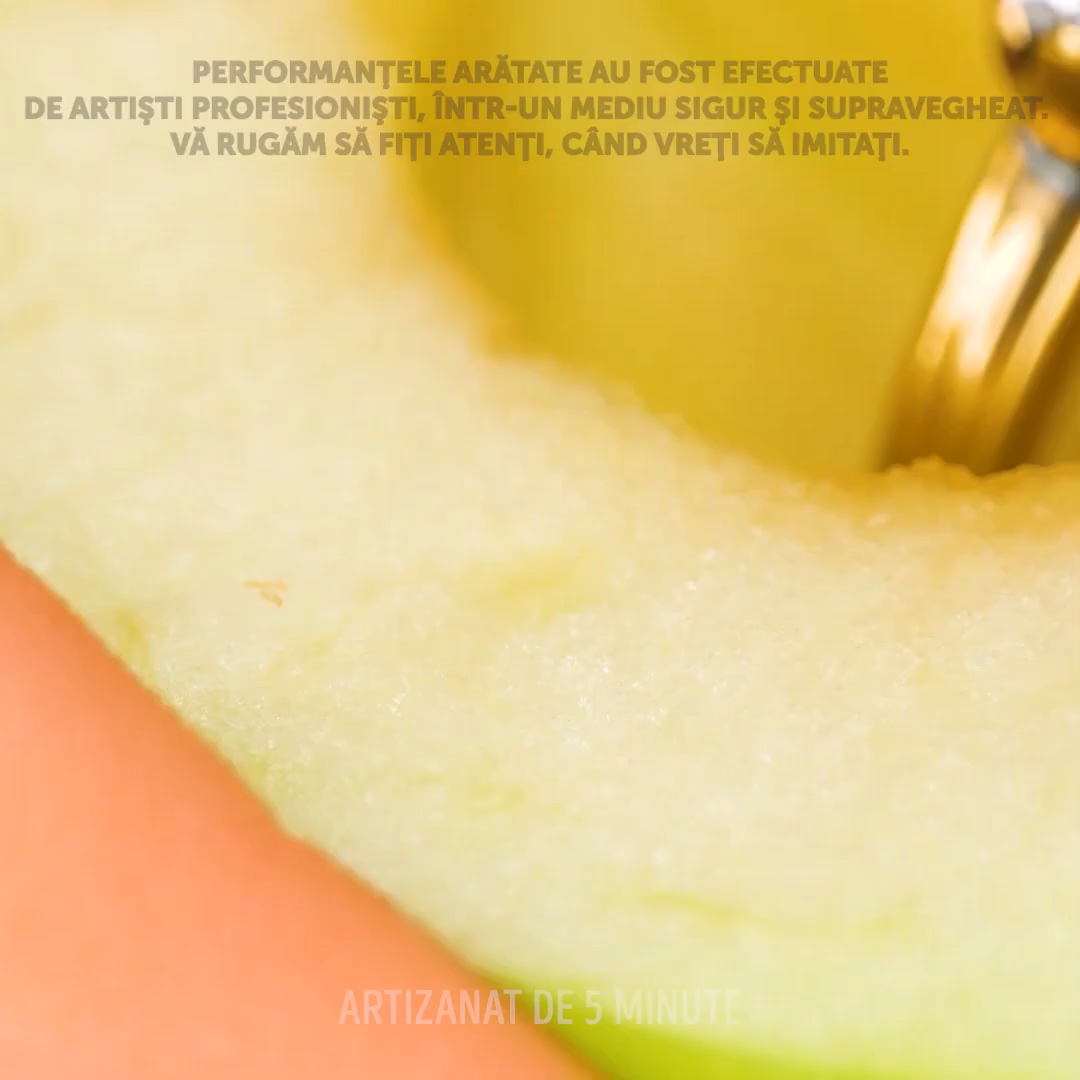 PERFORMANŢELE ARĂTATE AU FOST EFECTUATE
DE ARTIŞTI PROFESIONIŞTI, ÎNTR-UN MEDIU SIGUR ŞI SUPRAVEGHEAT.
VĂ RUGĂM SĂ FIŢI ATENŢI, CÂND VREŢI SĂ IMITAŢI.
ARTIZANAT DE 5 MINUTE